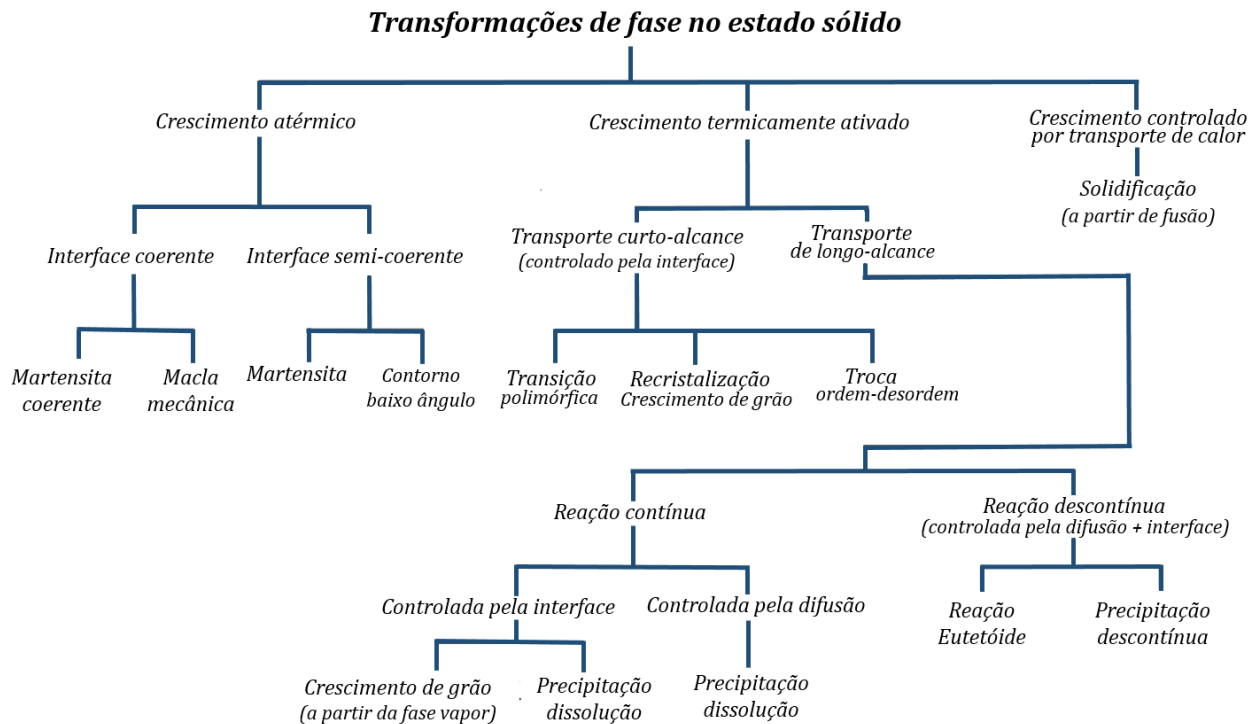 Transformações de fase no estado sólido
Crescimento atérmico
Crescimento termicamente ativado
Crescimento controlado
por transporte de calor
Solidificação
(a partir de fusão)
Interface coerente
Interface semi-coerente
Transporte curto-alcance
(controlado pela interface)
Transporte
de longo-alcance
Martensita
coerente
Macla
mecânica
Martensita
Contorno
baixo ângulo
Transição
polimórfica
Recristalização
Crescimento de grão
Troca
ordem-desordem
Reação contínua
Reação descontínua
(controlada pela difusão + interface)
Controlada pela interface
Controlada pela difusão
Reação
Eutetóide
Precipitação
descontínua
Crescimento de grão
(a partir da fase vapor)
Precipitação
dissolução
Precipitação
dissolução